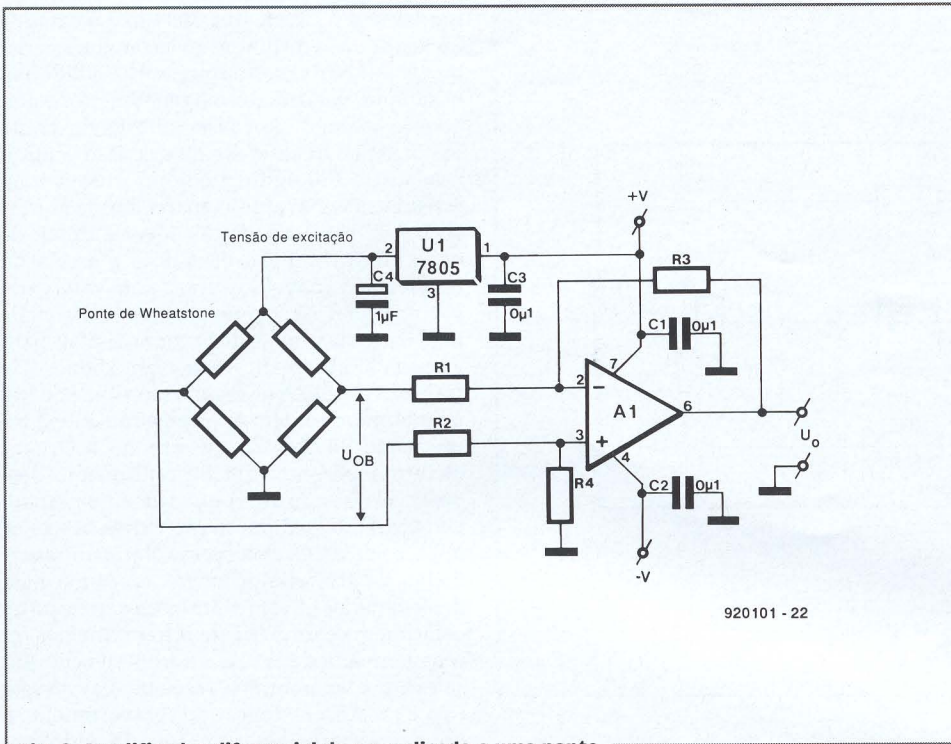 +V
Tensão de excitação
2
U1
7805
1
3
C4
1µF
C3
0µ1
R3
Ponte de Wheatstone
C1
0µ1
7
R1
2
−
A1
6
R2
3
+
4
U_OB
R4
C2
0µ1
U_o
-V
920101 - 22